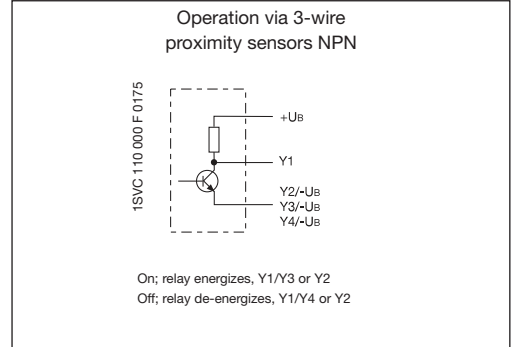 Operation via 3-wire
proximity sensors NPN
1SVC 110 000 F 0175
+UB
Y1
Y2/-UB
Y3/-UB
Y4/-UB
On; relay energizes, Y1/Y3 or Y2
Off; relay de-energizes, Y1/Y4 or Y2